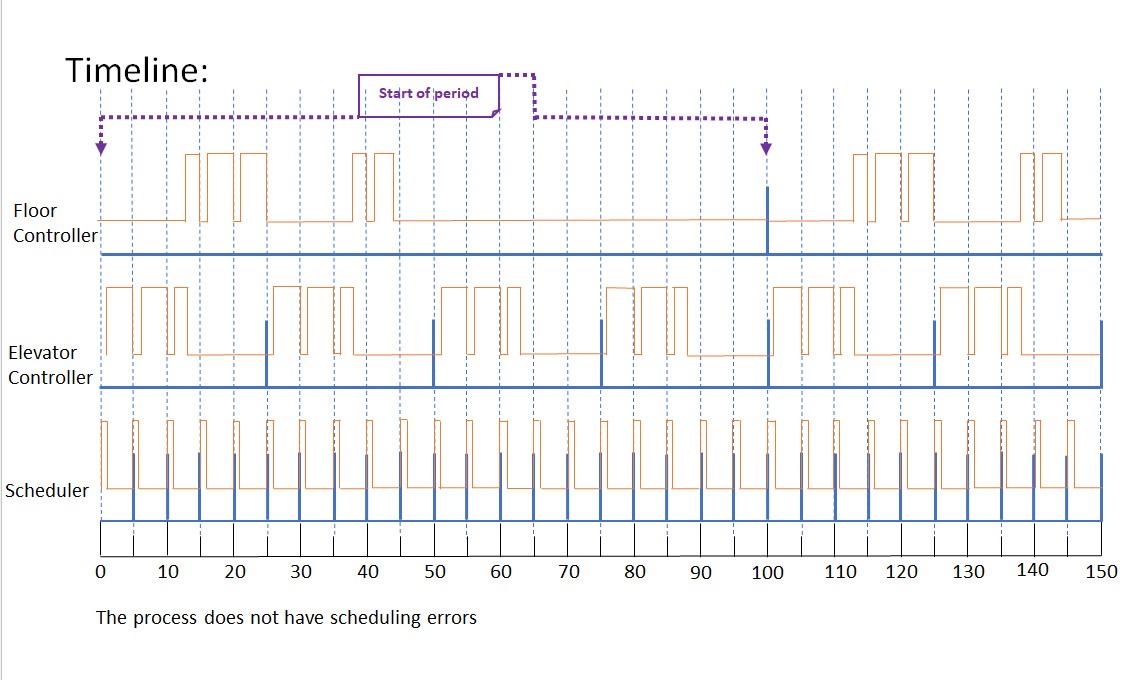 Timeline:
Start of period
Floor
Controller
Elevator
Controller
Scheduler
0 10 20 30 40 50 60 70 80 90 100 110 120 130 140 150
The process does not have scheduling errors